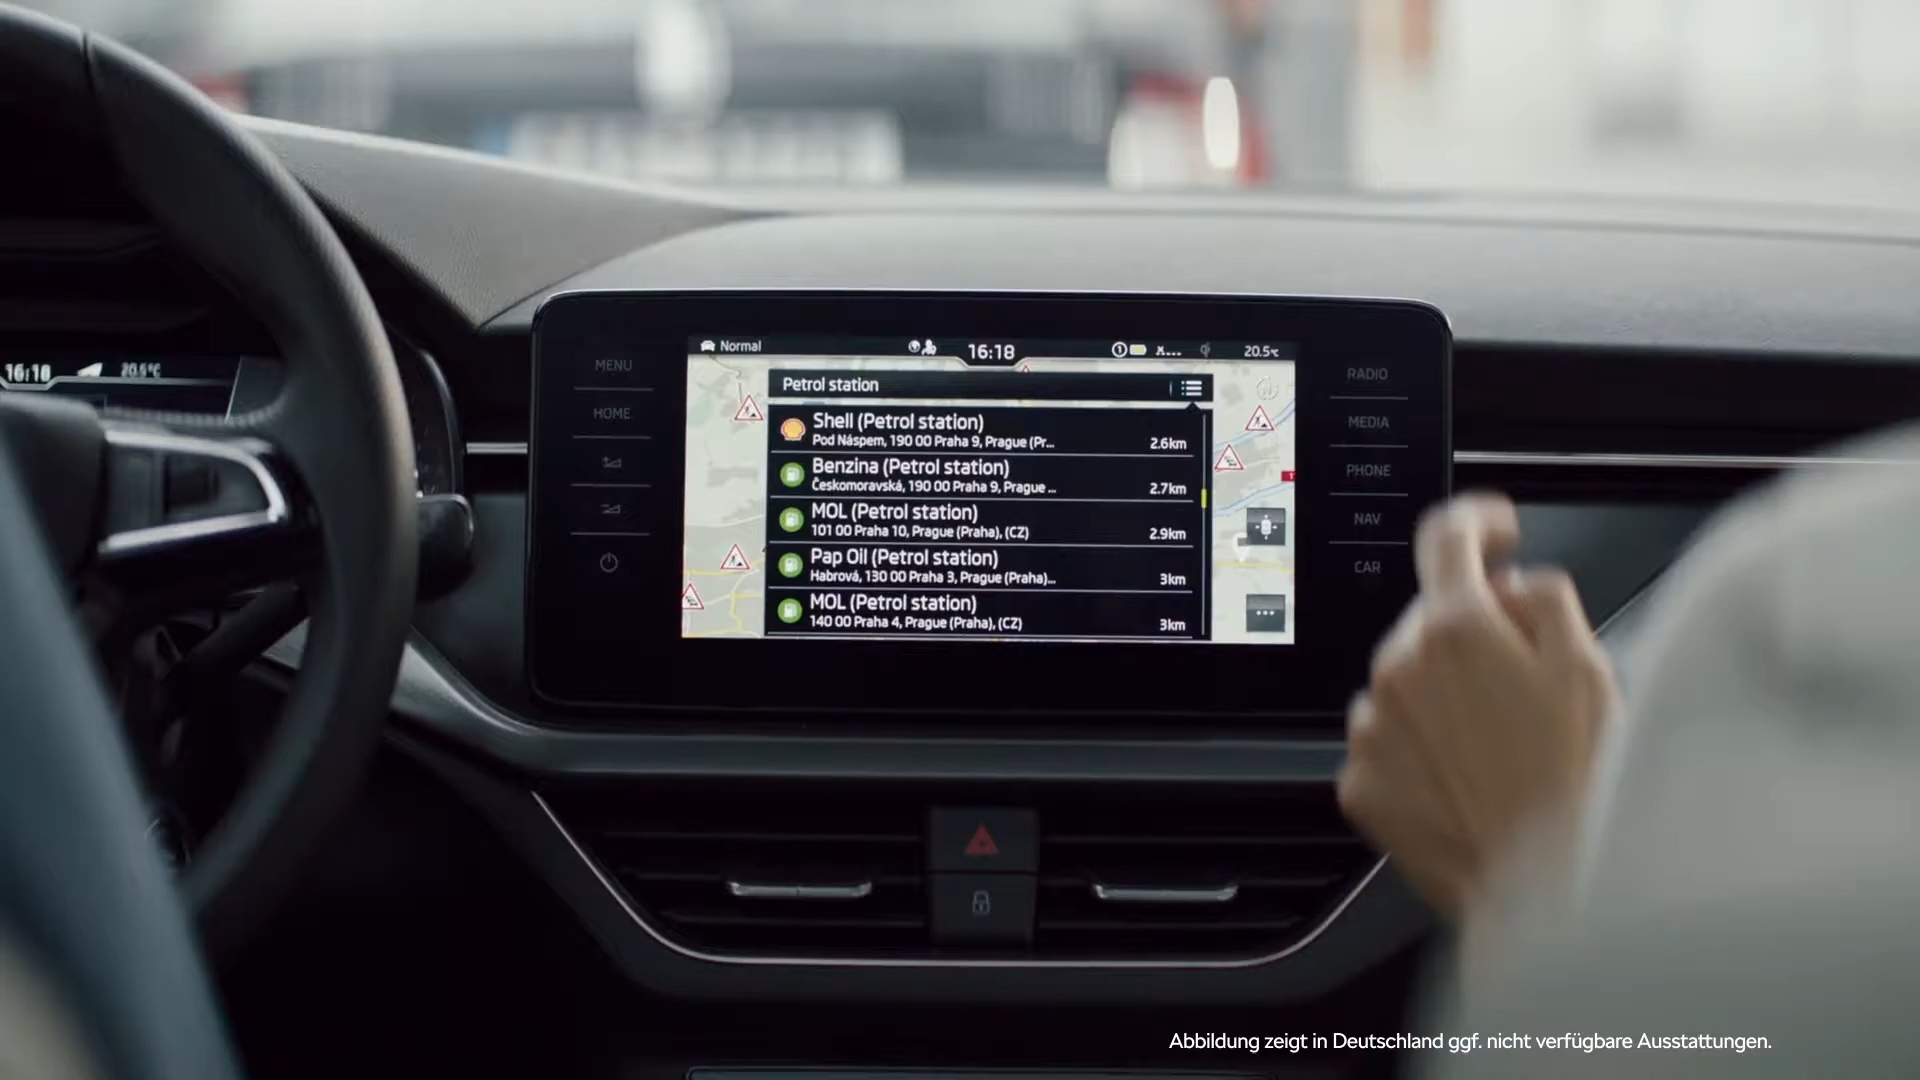 16:18 20.5°C
MENU
HOME
Normal
16:18
1
20.5°C
Petrol station
Shell (Petrol station)
Pod Náspem, 190 00 Praha 9, Prague (Pr...
2.6km
Benzina (Petrol station)
Českomoravská, 190 00 Praha 9, Prague ...
2.7km
MOL (Petrol station)
101 00 Praha 10, Prague (Praha), (CZ)
2.9km
Pap Oil (Petrol station)
Habrová, 130 00 Praha 3, Prague (Praha)...
3km
MOL (Petrol station)
140 00 Praha 4, Prague (Praha), (CZ)
3km
RADIO
MEDIA
PHONE
NAV
CAR
Abbildung zeigt in Deutschland ggf. nicht verfügbare Ausstattungen.